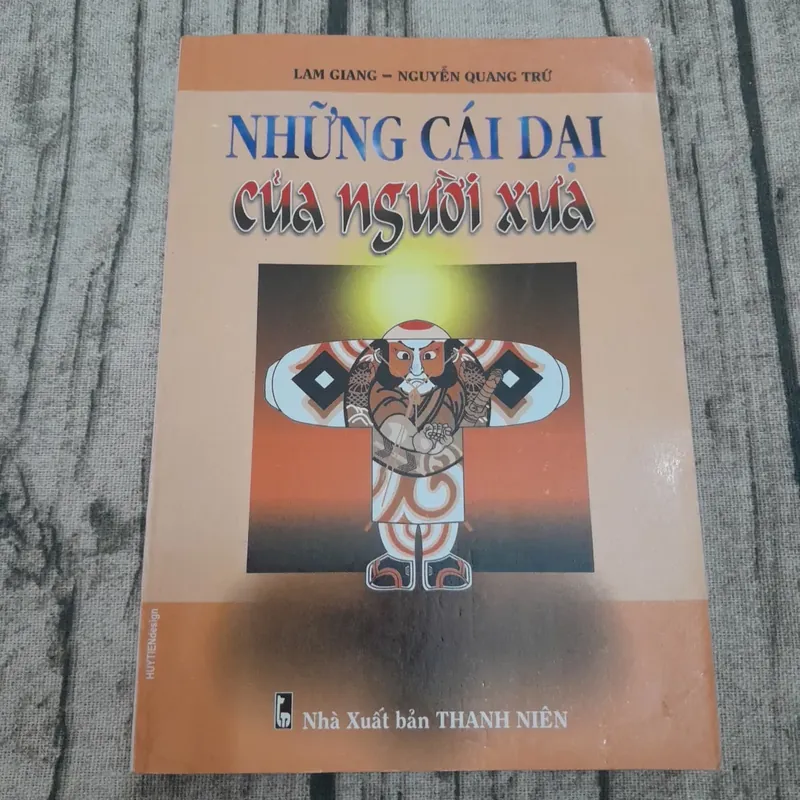 LAM GIANG – NGUYỄN QUANG TRỨ
NHỮNG CÁI DẠI
của người xưa
HUYTIENdesign
Nhà Xuất bản THANH NIÊN